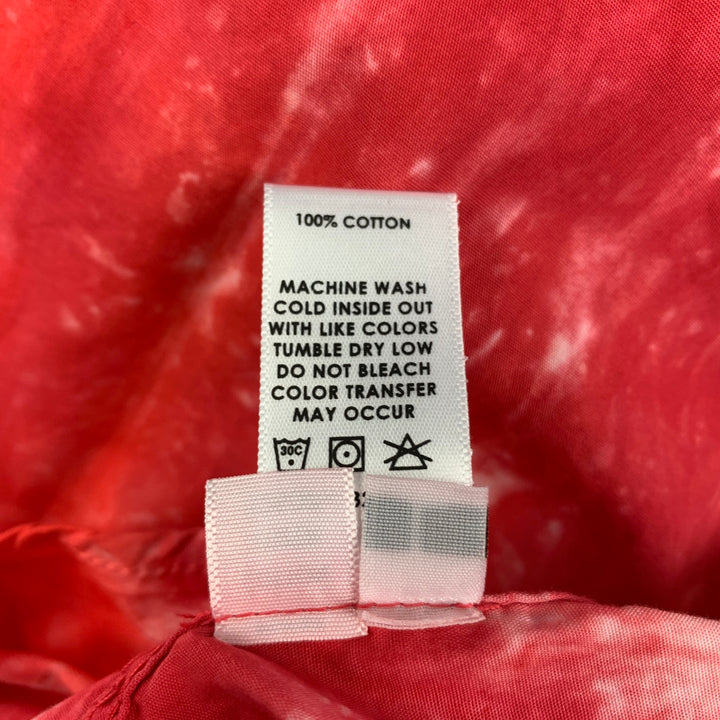 100% COTTON
MACHINE WASH
COLD INSIDE OUT
WITH LIKE COLORS
TUMBLE DRY LOW
DO NOT BLEACH
COLOR TRANSFER
MAY OCCUR
30C